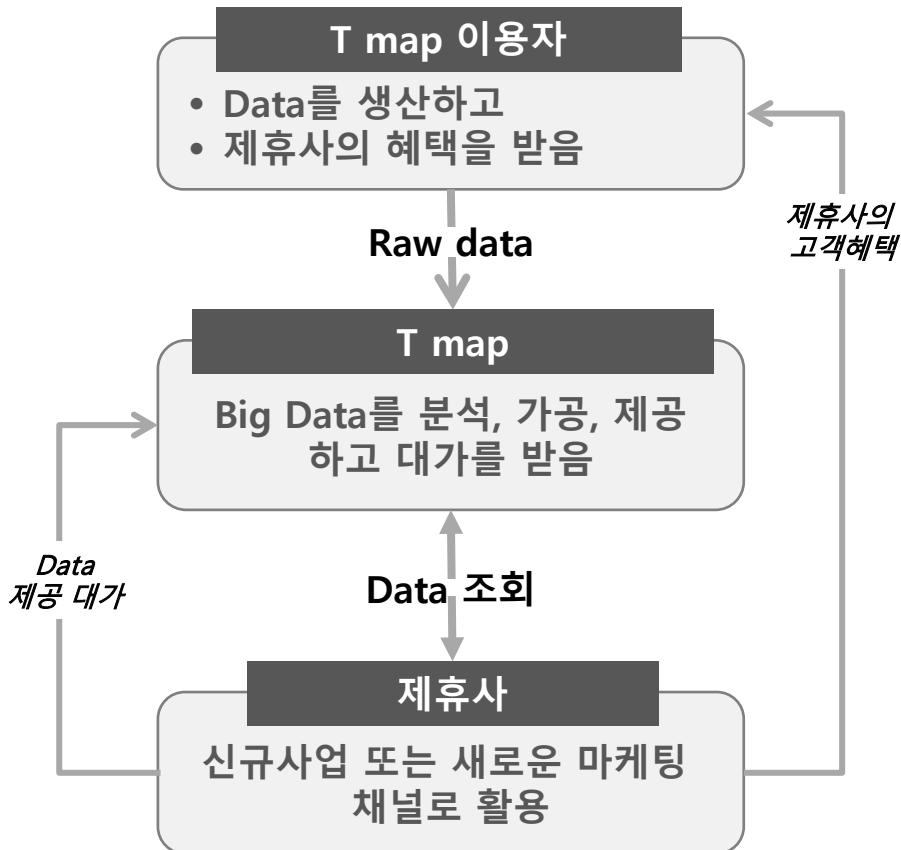 T map 이용자
• Data를 생산하고
• 제휴사의 혜택을 받음
Raw data
제휴사의
고객혜택
T map
Big Data를 분석, 가공, 제공
하고 대가를 받음
Data
제공 대가
Data 조회
제휴사
신규사업 또는 새로운 마케팅
채널로 활용